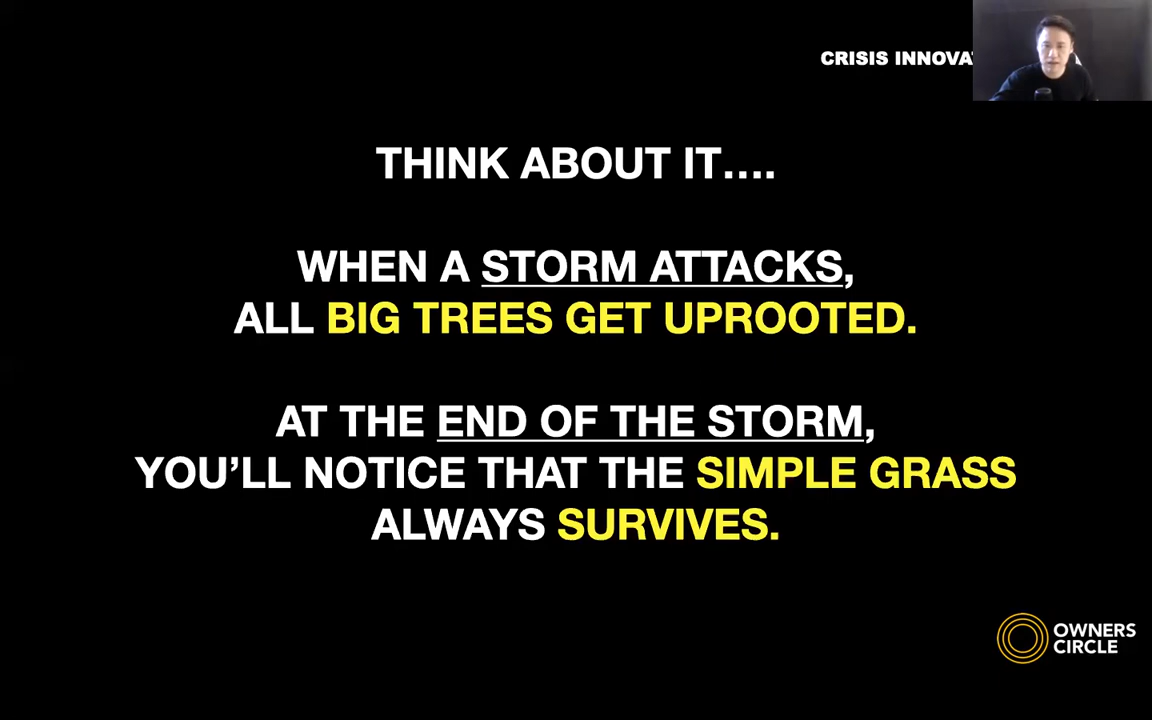 CRISIS INNOVA
THINK ABOUT IT....
WHEN A STORM ATTACKS,
ALL BIG TREES GET UPROOTED.
AT THE END OF THE STORM,
YOU'LL NOTICE THAT THE SIMPLE GRASS
ALWAYS SURVIVES.
OWNERS
CIRCLE